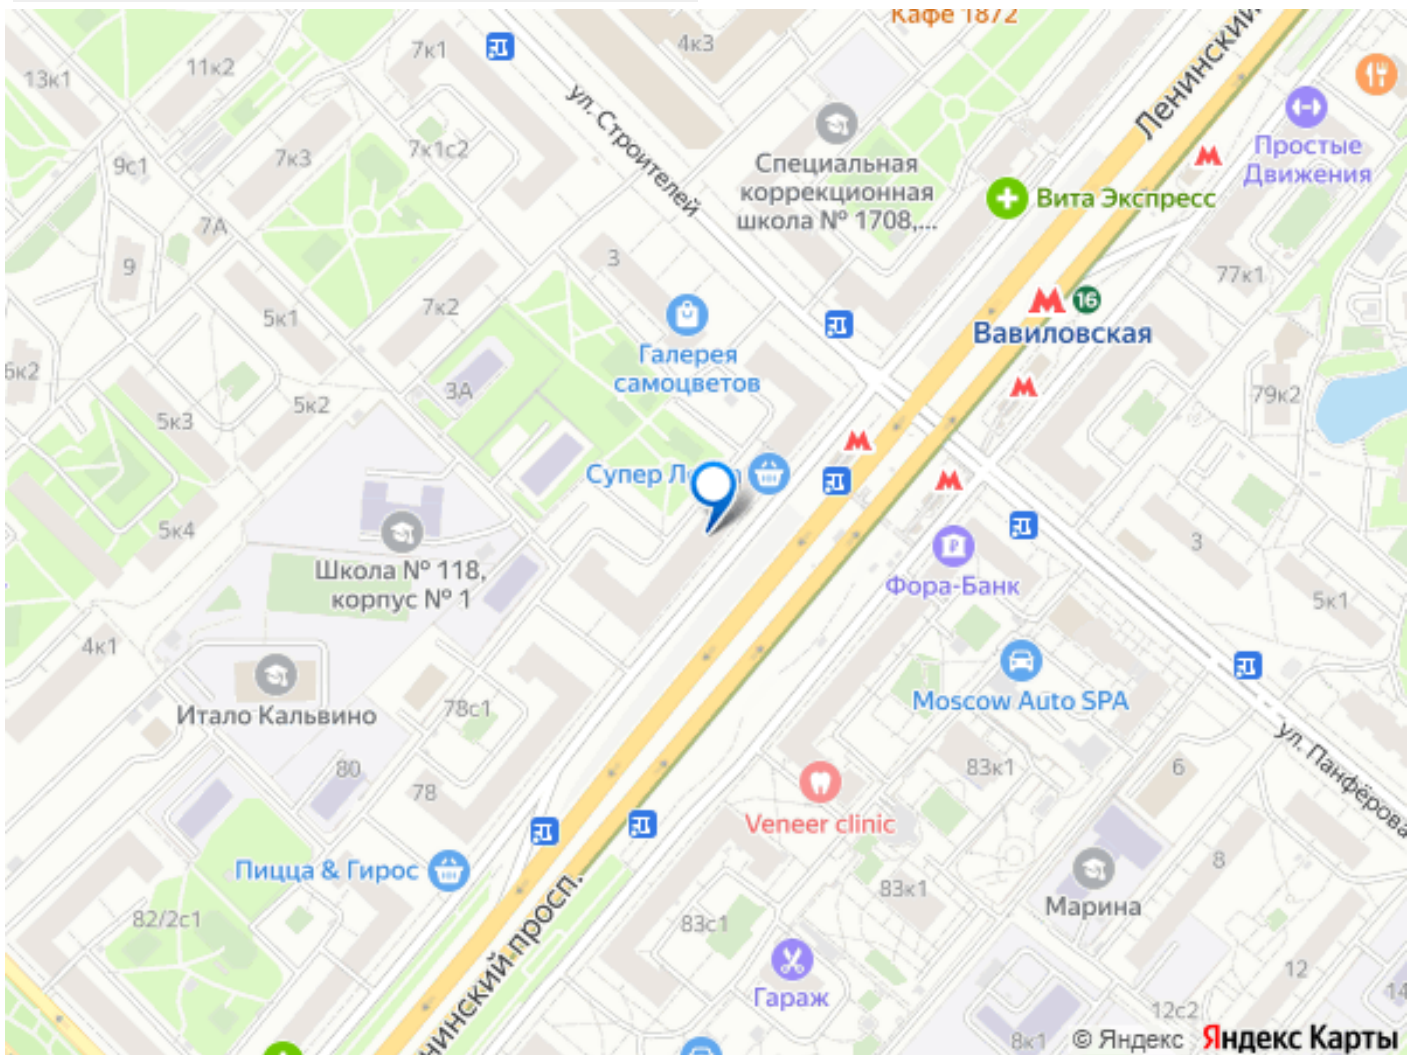 Кафе 1872
Ленинский
4к3
7к1
11к2
13к1
ул. Строителей
7к1с2
7к3
9с1
Простые
Движения
Специальная
коррекционная
школа № 1708,...
Вита Экспресс
7А
9
3
77к1
16
Вавиловская
5к1
7к2
Галерея
самоцветов
6к2
3А
5к2
5к3
79к2
Супер
5к4
3
Школа № 118,
корпус № 1
Фора-Банк
5к1
4к1
Moscow Auto SPA
Итало Кальвино
78с1
ул. Панфёрова
80
78
83к1
6
Veneer clinic
Пицца & Гирос
8
83к1
Марина
82/2с1
83с1
нинский просп.
Гараж
12
14
12с2
8к1
© Яндекс Яндекс Карты